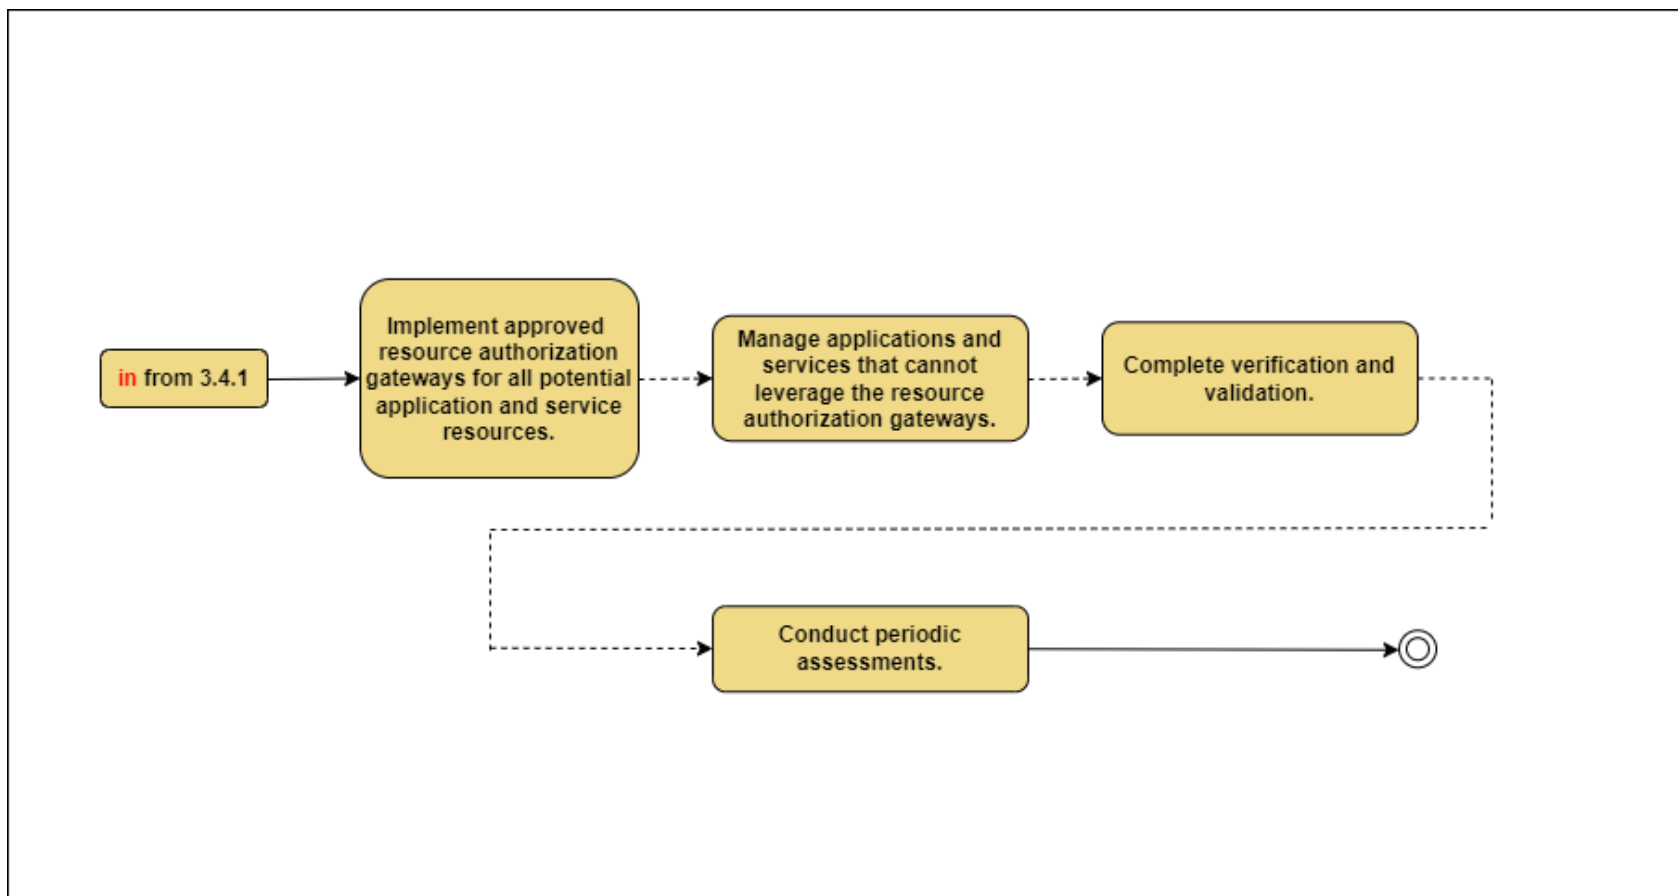 in from 3.4.1
Implement approved
resource authorization
gateways for all potential
application and service
resources.
Manage applications and
services that cannot
leverage the resource
authorization gateways.
Complete verification and
validation.
Conduct periodic
assessments.